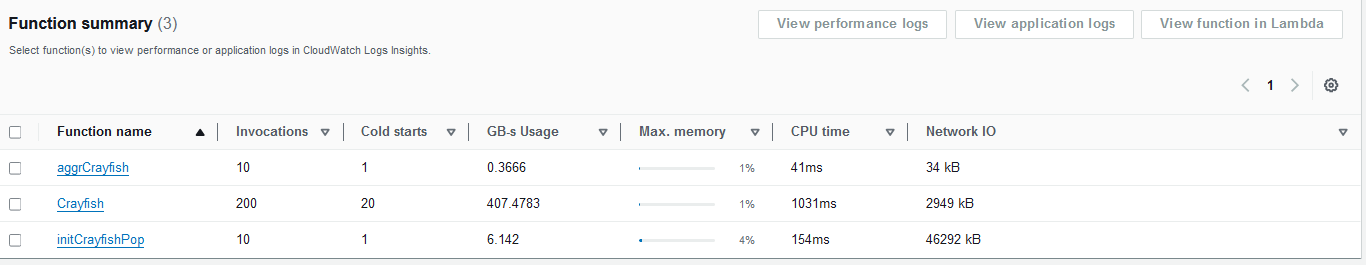 Function summary (3)
View performance logs View application logs View function in Lambda
Select function(s) to view performance or application logs in CloudWatch Logs Insights.
1
Function name Invocations Cold starts GB-s Usage Max. memory CPU time Network IO
aggrCrayfish 10 1 0.3666 1% 41ms 34 kB
Crayfish 200 20 407.4783 1% 1031ms 2949 kB
initCrayfishPop 10 1 6.142 4% 154ms 46292 kB